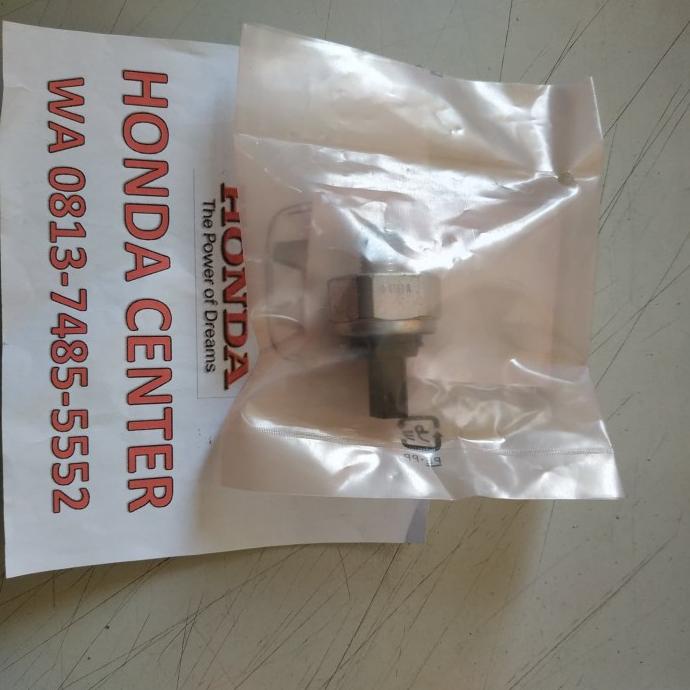 HONDA CENTER
WA 0813-7485-5552
HONDA
The Power of Dreams